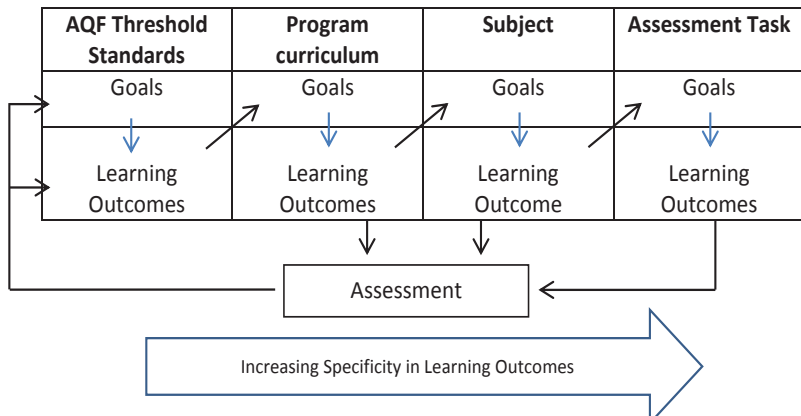 AQF Threshold
Standards
Program
curriculum
Subject
Assessment Task
Goals
Goals
Goals
Goals
Learning
Outcomes
Learning
Outcomes
Learning
Outcome
Learning
Outcomes
Assessment
Increasing Specificity in Learning Outcomes